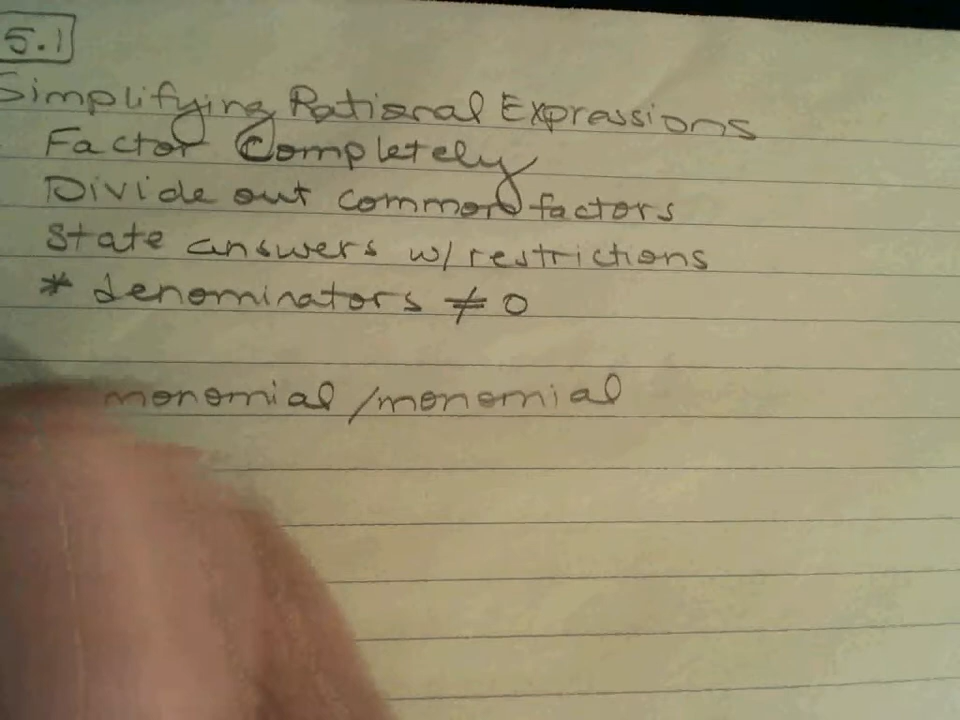 5.1
Simplifying Rational Expressions
Factor Completely
Divide out common factors
State answers w/ restrictions
* denominators ≠ 0
monomial/monomial